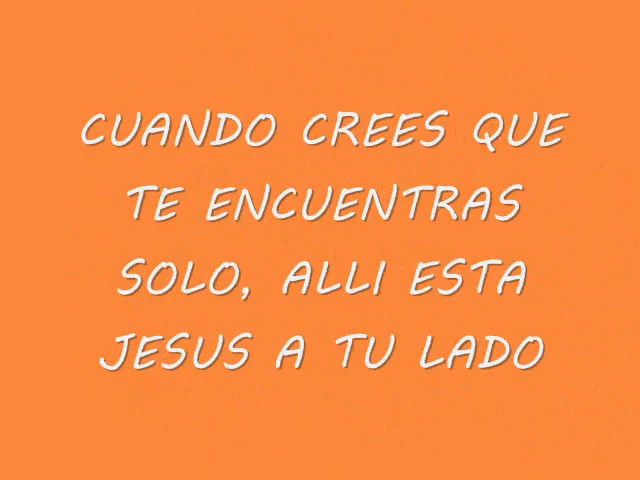 CUANDO CREES QUE
TE ENCUENTRAS
SOLO, ALLI ESTA
JESUS A TU LADO